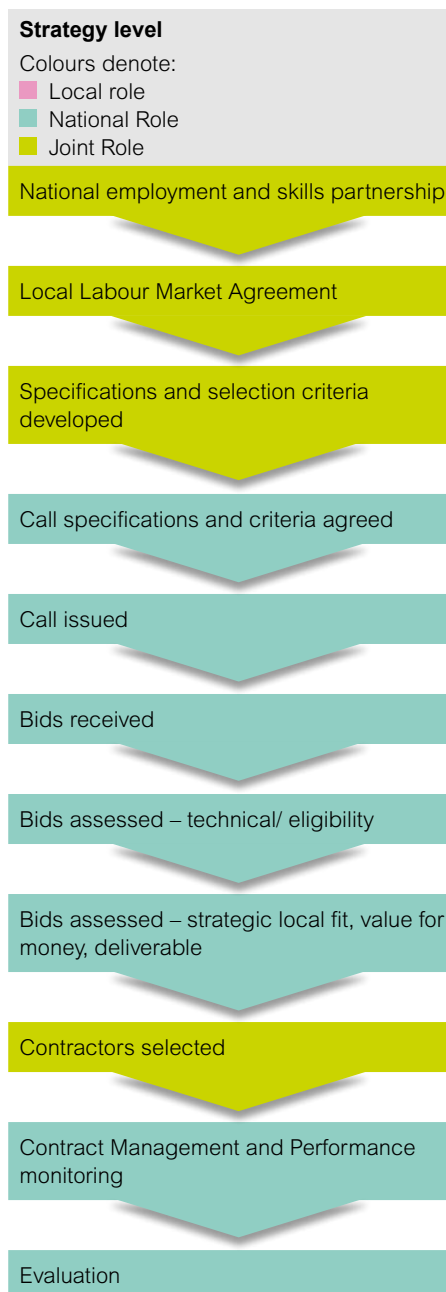 Strategy level
Colours denote:
Local role
National Role
Joint Role
National employment and skills partnership
Local Labour Market Agreement
Specifications and selection criteria
developed
Call specifications and criteria agreed
Call issued
Bids received
Bids assessed – technical/ eligibility
Bids assessed – strategic local fit, value for
money, deliverable
Contractors selected
Contract Management and Performance
monitoring
Evaluation